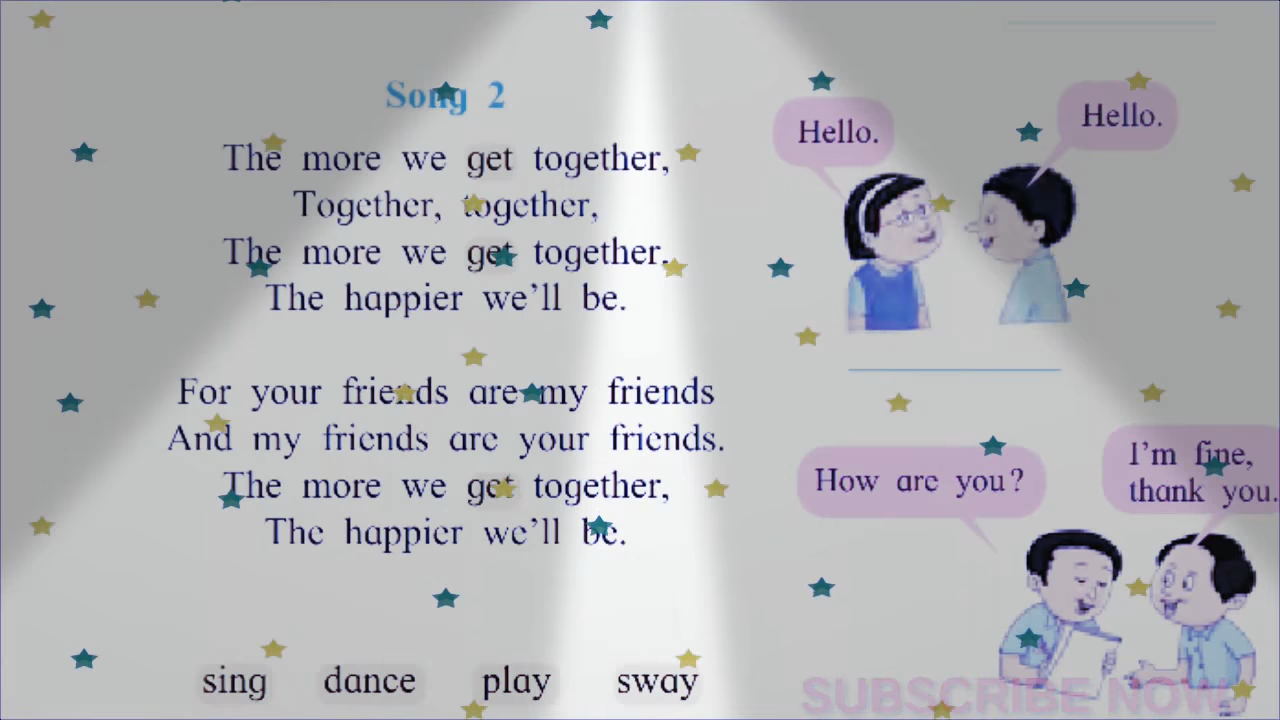 Song 2
The more we get together,
Together, together,
The more we get together.
The happier we'll be.
For your friends are my friends
And my friends are your friends.
The more we get together,
The happier we'll be.
sing dance play sway
Hello.
Hello.
How are you?
I'm fine,
thank you.
SUBSCRIBE NOW